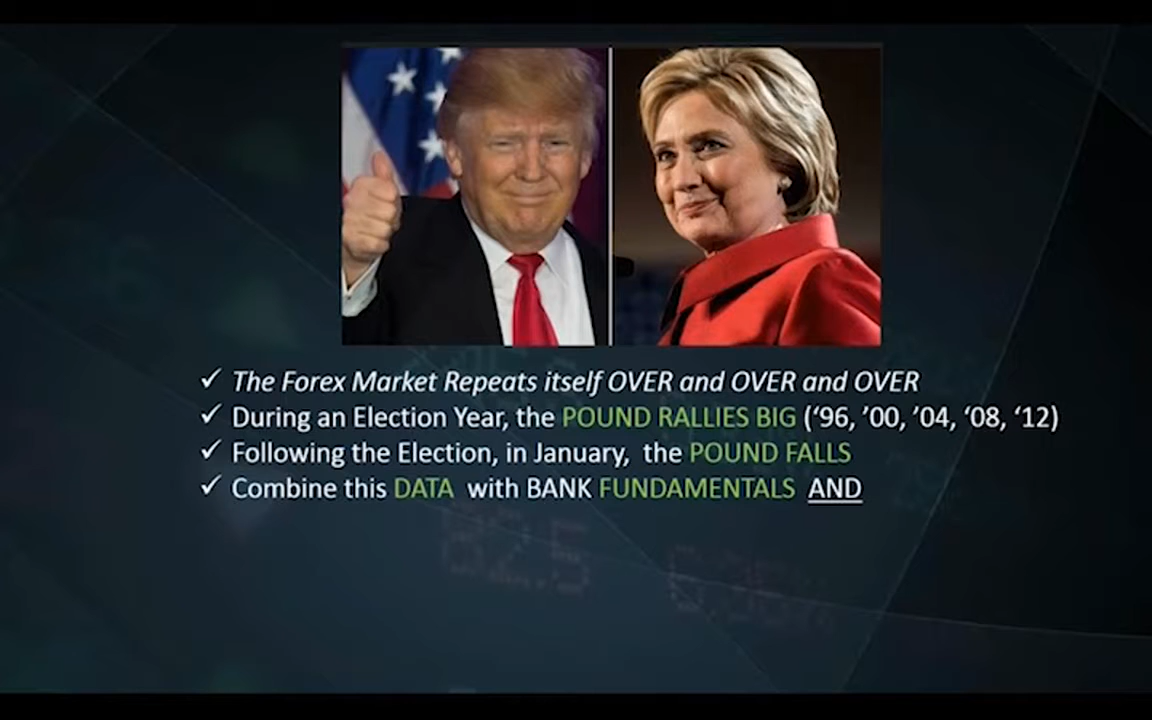 ✓ The Forex Market Repeats itself OVER and OVER and OVER
✓ During an Election Year, the POUND RALLIES BIG (‘96, ’00, ’04, ‘08, ‘12)
✓ Following the Election, in January, the POUND FALLS
✓ Combine this DATA with BANK FUNDAMENTALS AND